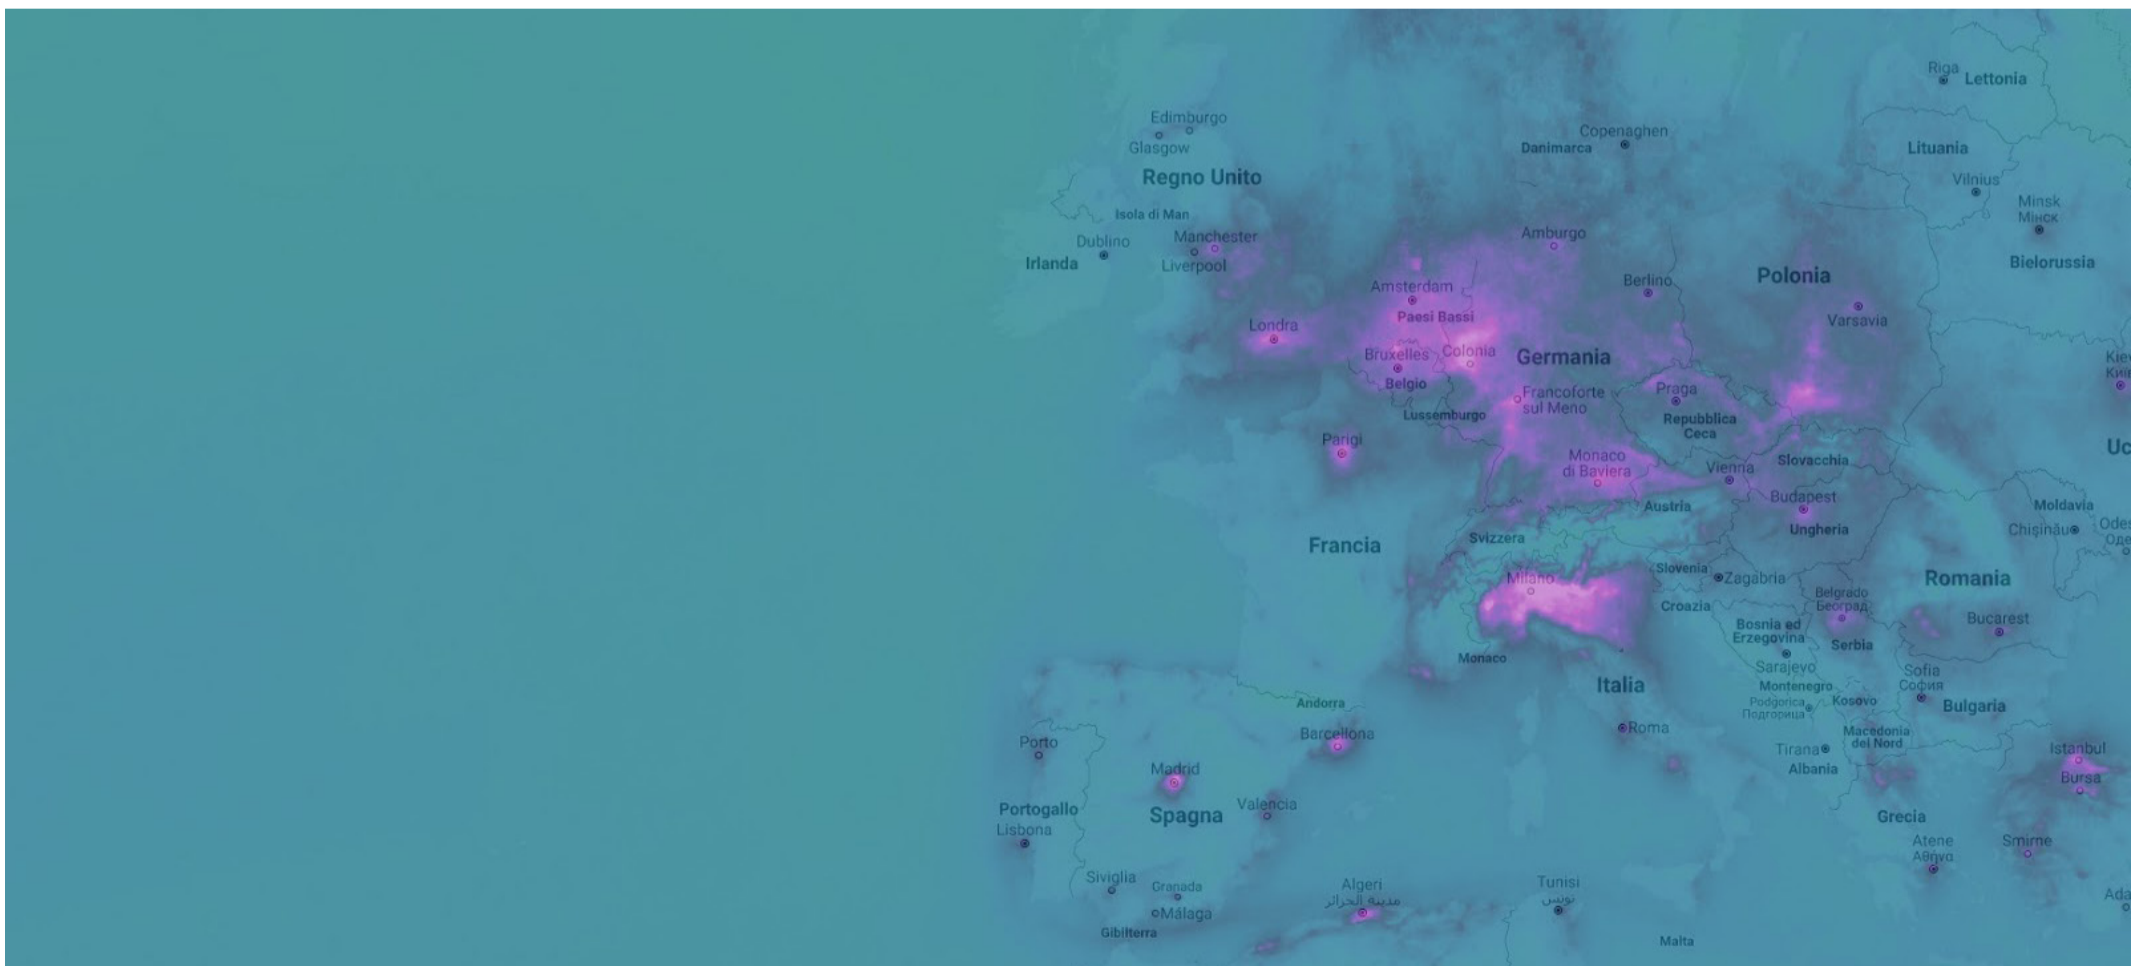 Riga
Lettonia
Edimburgo
Glasgow
Copenaghen
Danimarca
Lituania
Regno Unito
Vilnius
Minsk
Мінск
Isola di Man
Dublino
Manchester
Irlanda
Liverpool
Amburgo
Bielorussia
Polonia
Berlino
Amsterdam
Paesi Bassi
Varsavia
Londra
Bruxelles
Colonia
Germania
Belgio
Francoforte
sul Meno
Lussemburgo
Praga
Repubblica
Ceca
Parigi
Monaco
di Baviera
Vienna
Slovacchia
Uc
Budapest
Austria
Ungheria
Moldavia
Chișinău
Francia
Svizzera
Slovenia
Zagabria
Romania
Milano
Croazia
Belgrado
Београд
Bosnia ed
Erzegovina
Bucarest
Serbia
Monaco
Sarajevo
Sofia
София
Italia
Montenegro
Kosovo
Andorra
Podgorica
Подгорица
Bulgaria
Roma
Macedonia
del Nord
Barcellona
Porto
Tirana
Istanbul
Albania
Madrid
Bursa
Portogallo
Spagna
Valencia
Grecia
Lisbona
Atene
Αθήνα
Smirne
Siviglia
Granada
Algeri
Tunisi
تونس
Málaga
Gibilterra
Malta